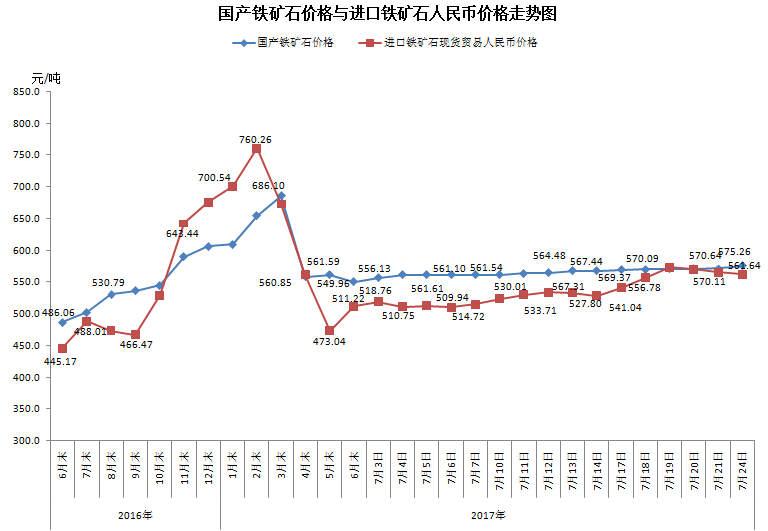 国产铁矿石价格与进口铁矿石人民币价格走势图
国产铁矿石价格 进口铁矿石现货贸易人民币价格
元/吨
850.0
800.0
750.0
700.0
650.0
600.0
550.0
500.0
450.0
400.0
350.0
300.0
486.06
530.79
686.10
561.59
549.96
556.13
561.61
561.10
561.54
564.48
567.31
567.44
570.09
570.64
575.26
445.17
488.01
466.47
643.44
700.54
760.26
560.85
473.04
511.22
518.76
510.75
509.94
514.72
530.01
533.71
527.80
541.04
569.37
556.78
570.11
561.64
6月末
7月末
8月末
9月末
10月末
11月末
12月末
1月末
2月末
3月末
4月末
5月末
6月末
7月3日
7月4日
7月5日
7月6日
7月7日
7月10日
7月11日
7月12日
7月13日
7月14日
7月17日
7月18日
7月19日
7月20日
7月21日
7月24日
2016年 2017年